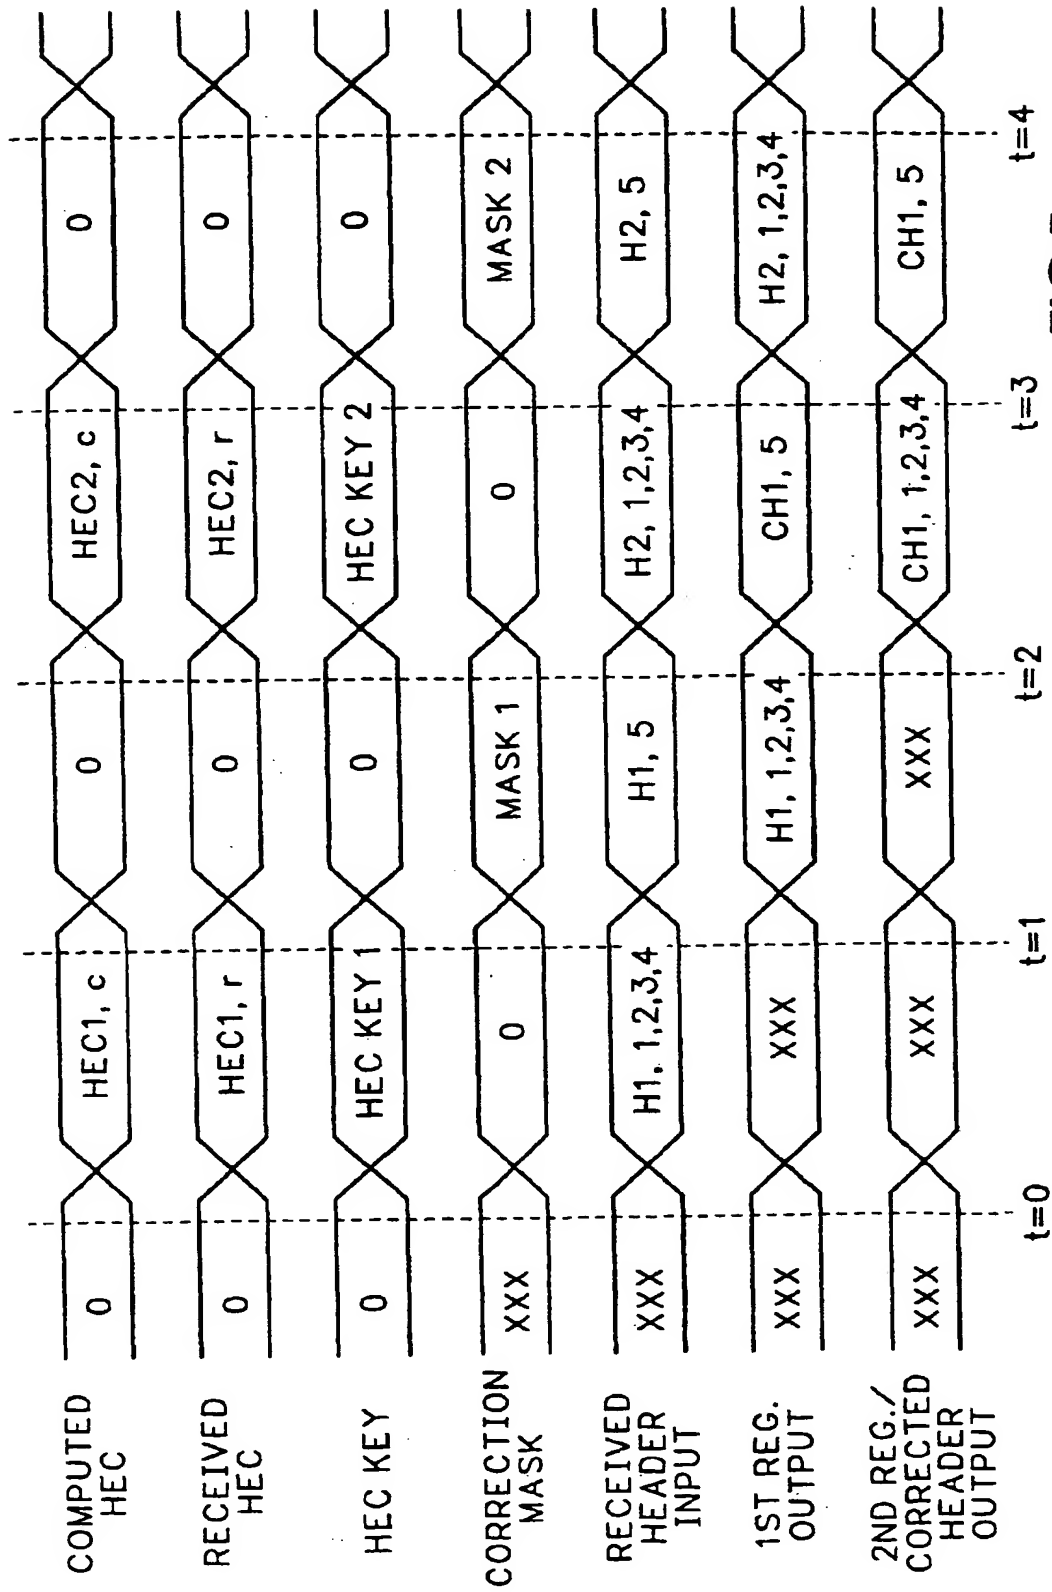 COMPUTED
HEC
0
HEC1, c
0
HEC2, c
0
RECEIVED
HEC
0
HEC1, r
0
HEC2, r
0
HEC KEY
0
HEC KEY 1
0
HEC KEY 2
0
CORRECTION
MASK
XXX
0
MASK 1
0
MASK 2
RECEIVED
HEADER
INPUT
XXX
H1, 1,2,3,4
H1, 5
H2, 1,2,3,4
H2, 5
1ST REG.
OUTPUT
XXX
XXX
H1, 1,2,3,4
CH1, 5
H2, 1,2,3,4
2ND REG./
CORRECTED
HEADER
OUTPUT
XXX
XXX
XXX
CH1, 1,2,3,4
CH1, 5
t=0
t=1
t=2
t=3
t=4